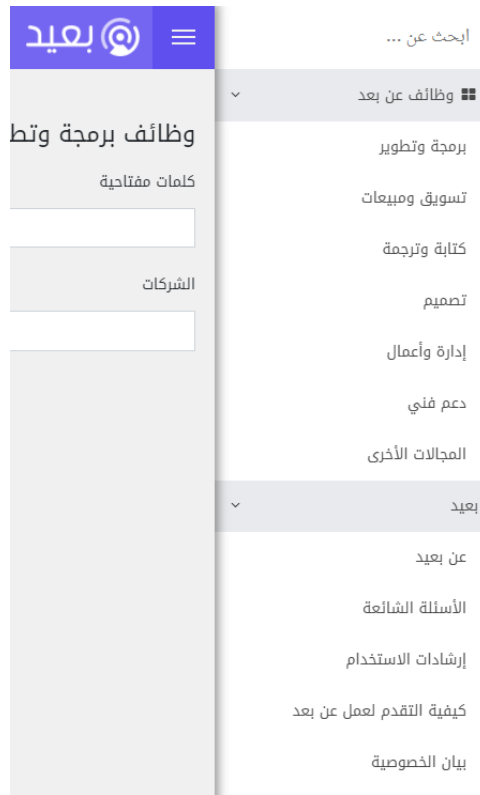 ابحث عن ...
وظائف عن بعد
برمجة وتطوير
تسويق ومبيعات
كتابة وترجمة
تصميم
إدارة وأعمال
دعم فني
المجالات الأخرى
بعيد
عن بعيد
الأسئلة الشائعة
إرشادات الاستخدام
كيفية التقدم لعمل عن بعد
بيان الخصوصية
بعيد
وظائف برمجة وتط
كلمات مفتاحية
الشركات